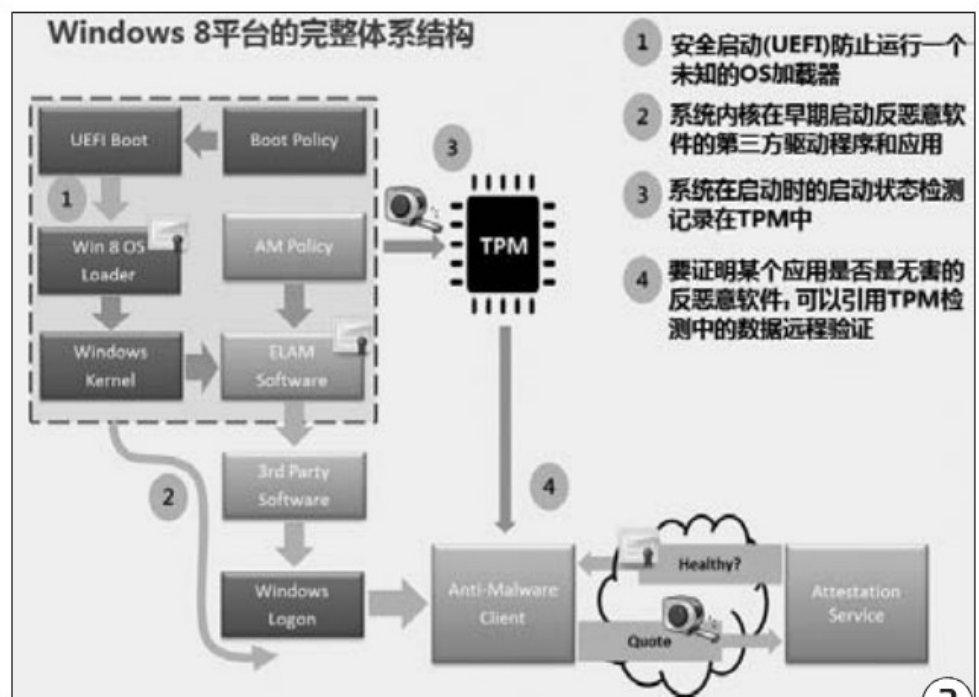 Windows 8平台的完整体系结构
1 安全启动(UEFI)防止运行一个
未知的OS加载器
2 系统内核在早期启动反恶意软
件的第三方驱动程序和应用
3 系统在启动时的启动状态检测
记录在TPM中
4 要证明某个应用是否是无害的
反恶意软件,可以引用TPM检
测中的数据远程验证
UEFI Boot
Boot Policy
1
3
Win 8 OS
Loader
AM Policy
TPM
Windows
Kernel
ELAM
Software
2
3rd Party
Software
4
Windows
Logon
Anti-Malware
Client
Healthy?
Quote
Attestation
Service